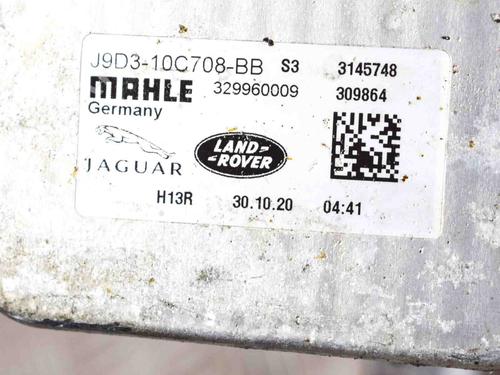 J9D3-10C708-BB S3 3145748
MAHLE 329960009 309864
Germany
JAGUAR
LAND-
ROVER
H13R 30.10.20 04:41